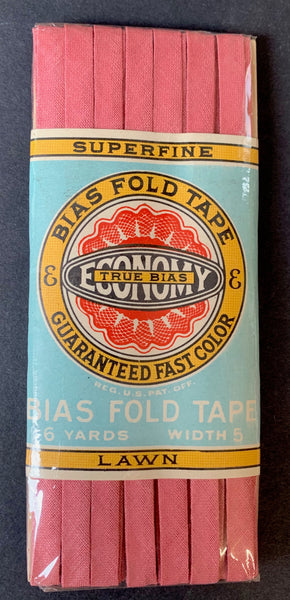 SUPERFINE
BIAS FOLD TAPE
ECONOMY
TRUE BIAS
GUARANTEED FAST COLOR
REG. U.S. PAT. OFF.
BIAS FOLD TAPE
6 YARDS WIDTH 5
LAWN